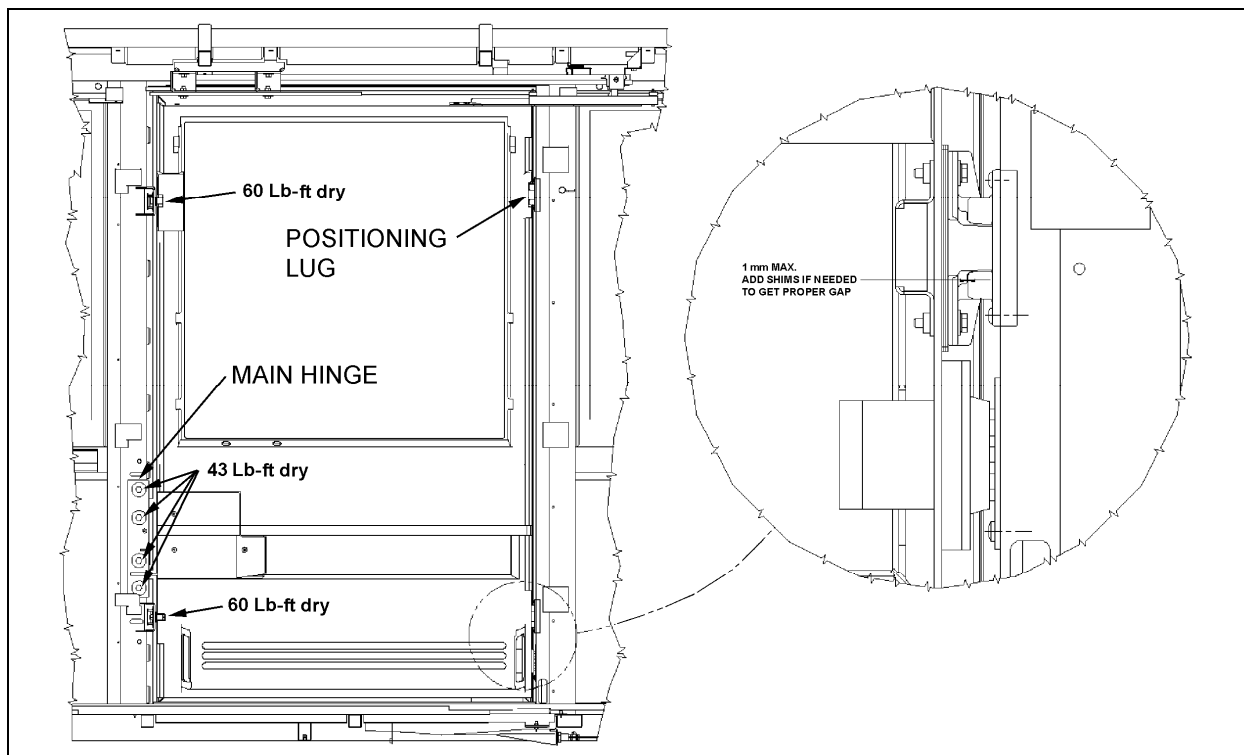 60 Lb-ft dry
POSITIONING
LUG
1 mm MAX.
ADD SHIMS IF NEEDED
TO GET PROPER GAP
MAIN HINGE
43 Lb-ft dry
60 Lb-ft dry